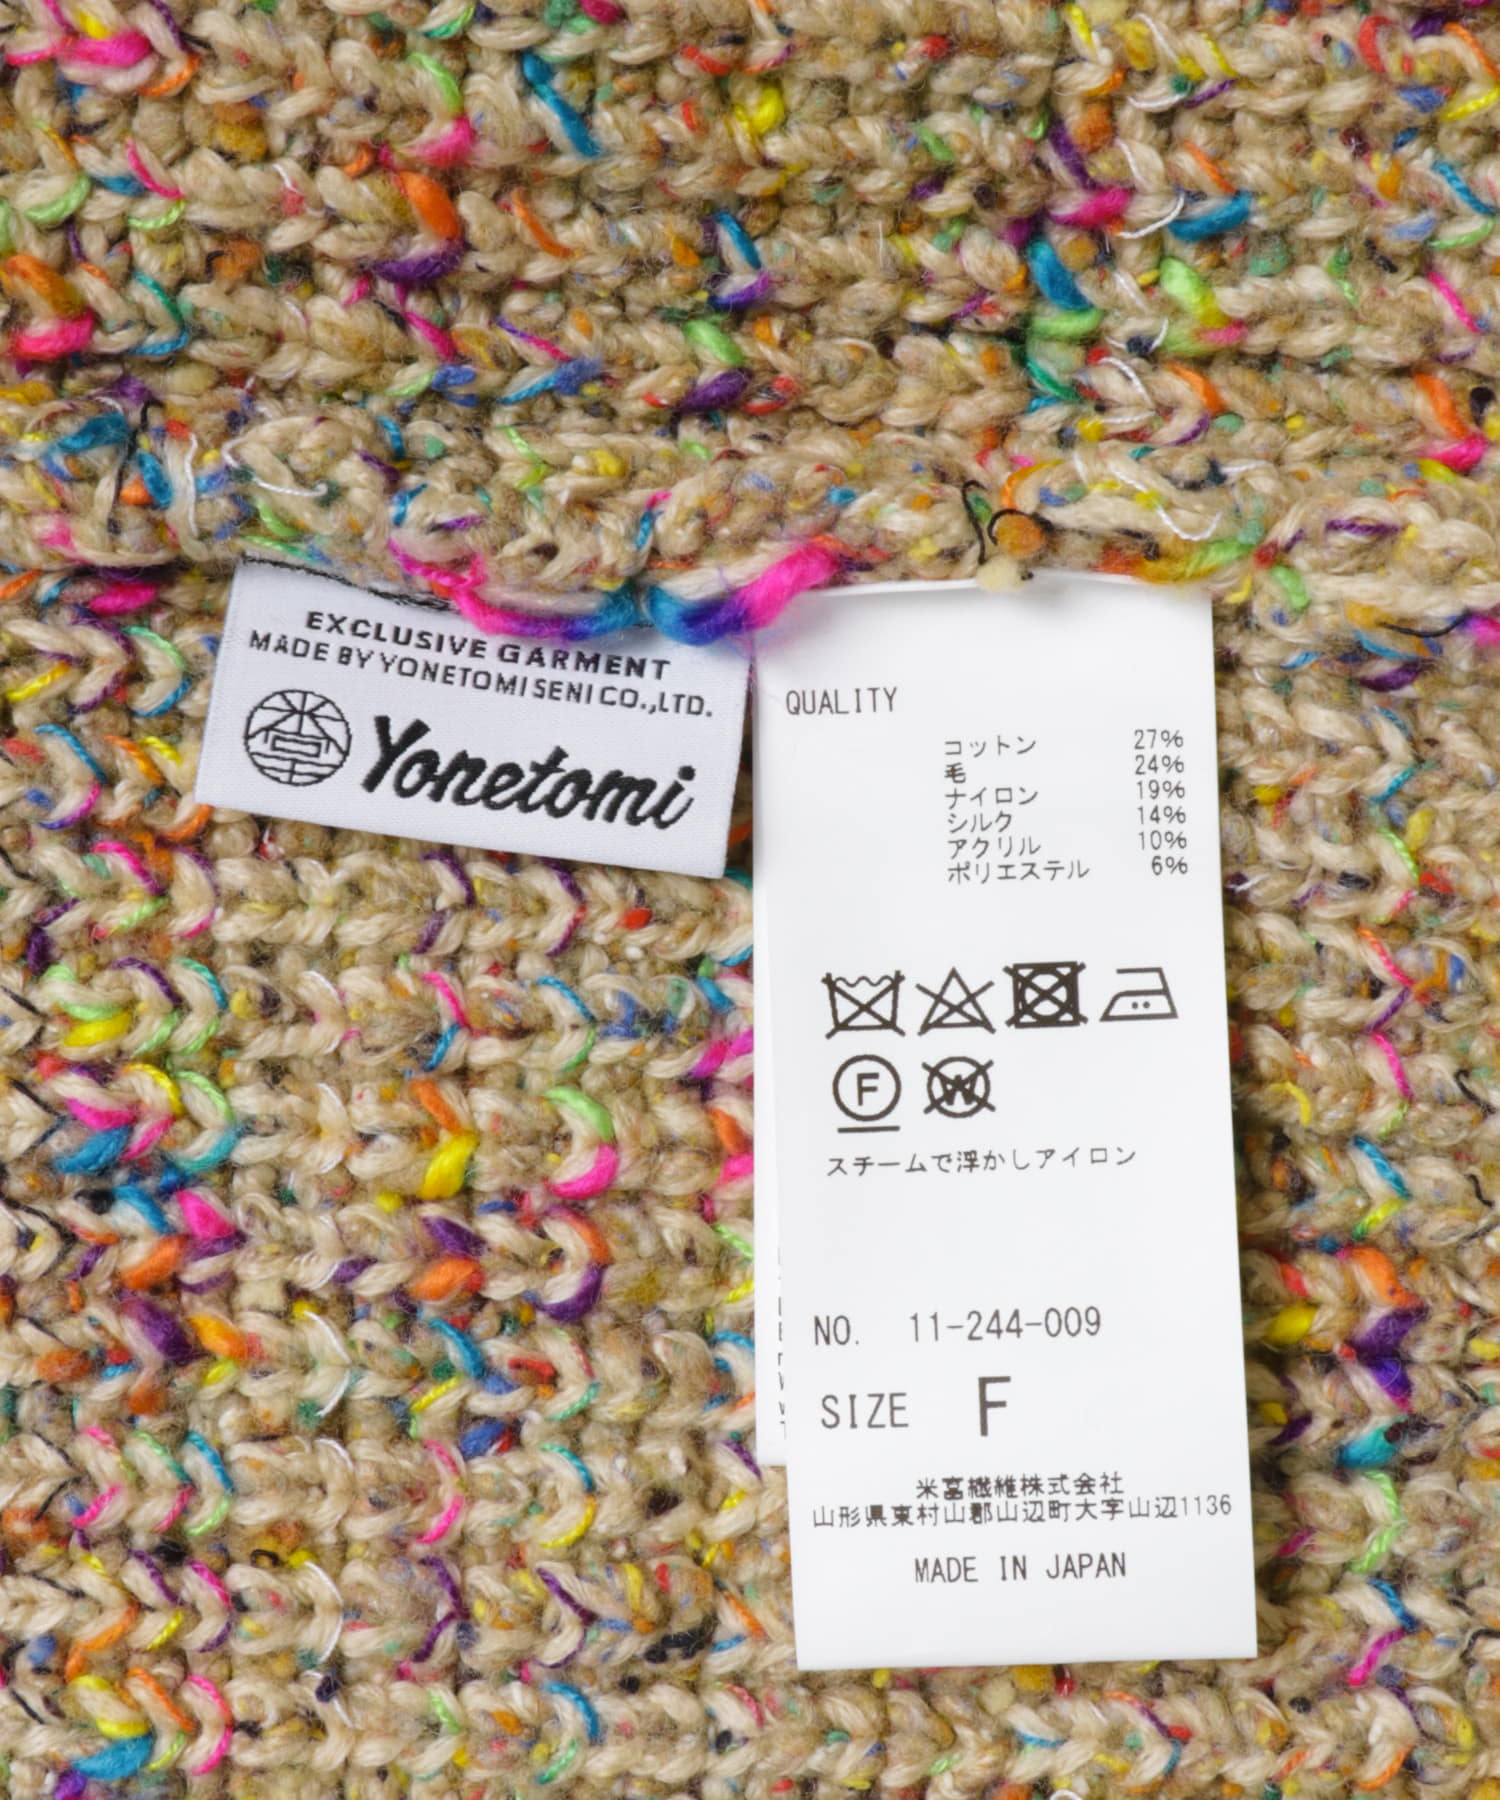 EXCLUSIVE GARMENT
MADE BY YONETOMI SENI CO.,LTD.
Yonetomi
QUALITY
コットン 27%
毛 24%
ナイロン 19%
シルク 14%
アクリル 10%
ポリエステル 6%
F W
スチームで浮かしアイロン
NO. 11-244-009
SIZE F
米富繊維株式会社
山形県東村山郡山辺町大字山辺1136
MADE IN JAPAN